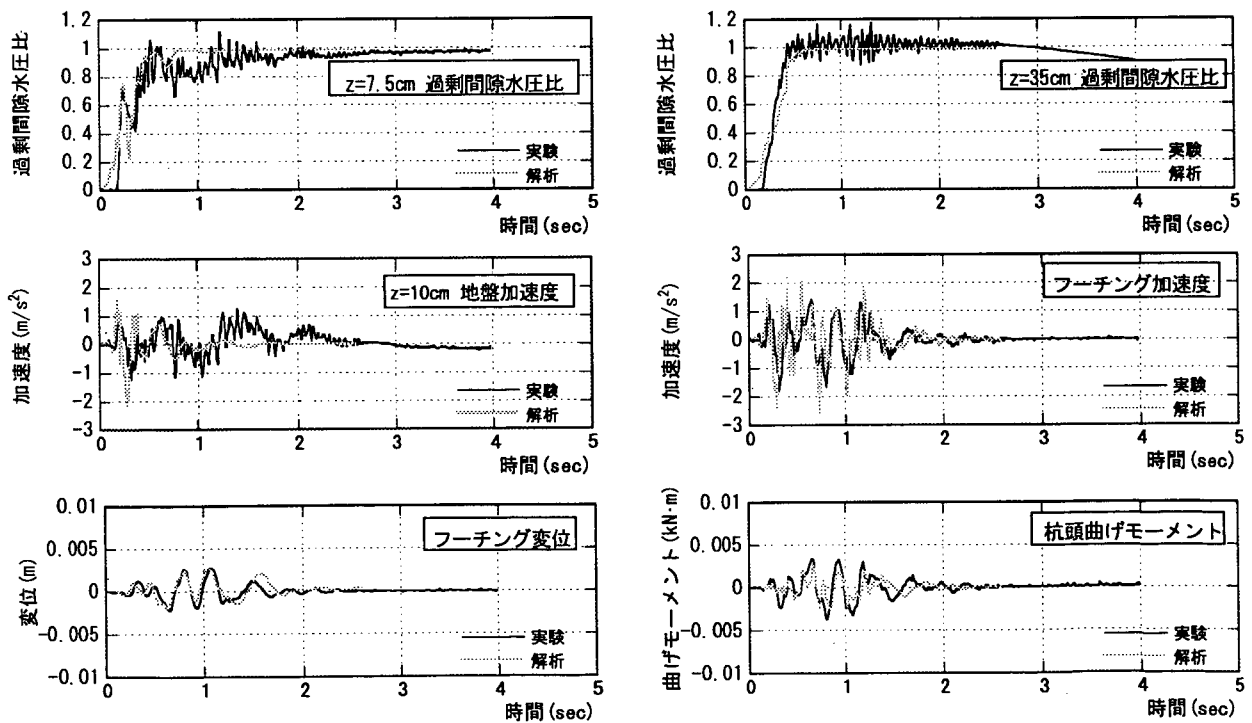 過剰間隙水圧比
1.2
1
0.8
0.6
0.4
0.2
0
z=7.5cm 過剰間隙水圧比
実験
解析
0 1 2 3 4 5
時間(sec)
過剰間隙水圧比
1.2
1
0.8
0.6
0.4
0.2
0
z=35cm 過剰間隙水圧比
実験
解析
0 1 2 3 4 5
時間(sec)
加速度(m/s²)
3
2
1
0
-1
-2
-3
z=10cm 地盤加速度
実験
解析
0 1 2 3 4 5
時間(sec)
加速度(m/s²)
3
2
1
0
-1
-2
-3
フーチング加速度
実験
解析
0 1 2 3 4 5
時間(sec)
変位(m)
0.01
0.005
0
-0.005
-0.01
フーチング変位
実験
解析
0 1 2 3 4 5
時間(sec)
曲げモーメント(kN·m)
0.01
0.005
0
-0.005
-0.01
杭頭曲げモーメント
実験
解析
0 1 2 3 4 5
時間(sec)